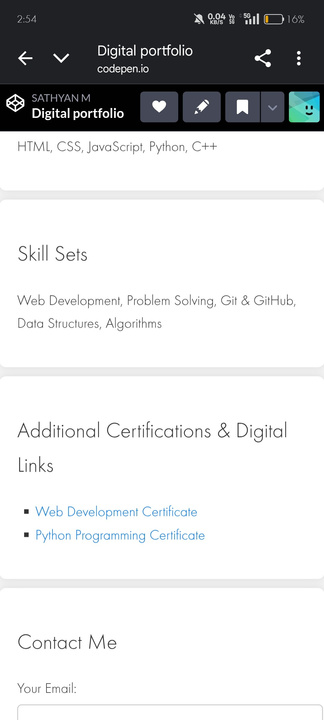 2:54
0.04 KB/S
5G
16%
Digital portfolio
codepen.io
SATHYAN M
Digital portfolio
HTML, CSS, JavaScript, Python, C++
Skill Sets
Web Development, Problem Solving, Git & GitHub,
Data Structures, Algorithms
Additional Certifications & Digital
Links
Web Development Certificate
Python Programming Certificate
Contact Me
Your Email: